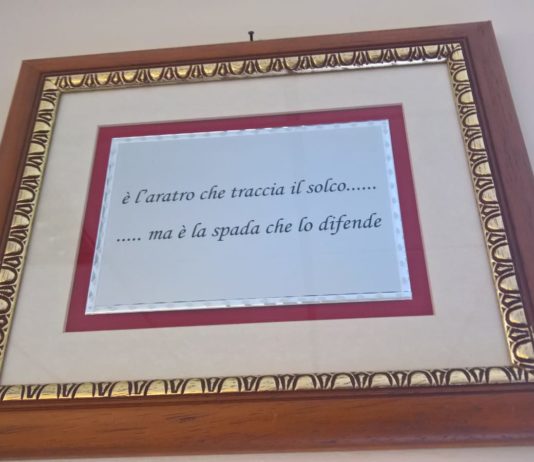 è l'aratro che traccia il solco......
..... ma è la spada che lo difende